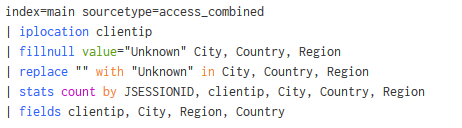 index=main sourcetype=access_combined
| iplocation clientip
| fillnull value="Unknown" City, Country, Region
| replace "" with "Unknown" in City, Country, Region
| stats count by JSESSIONID, clientip, City, Country, Region
| fields clientip, City, Region, Country